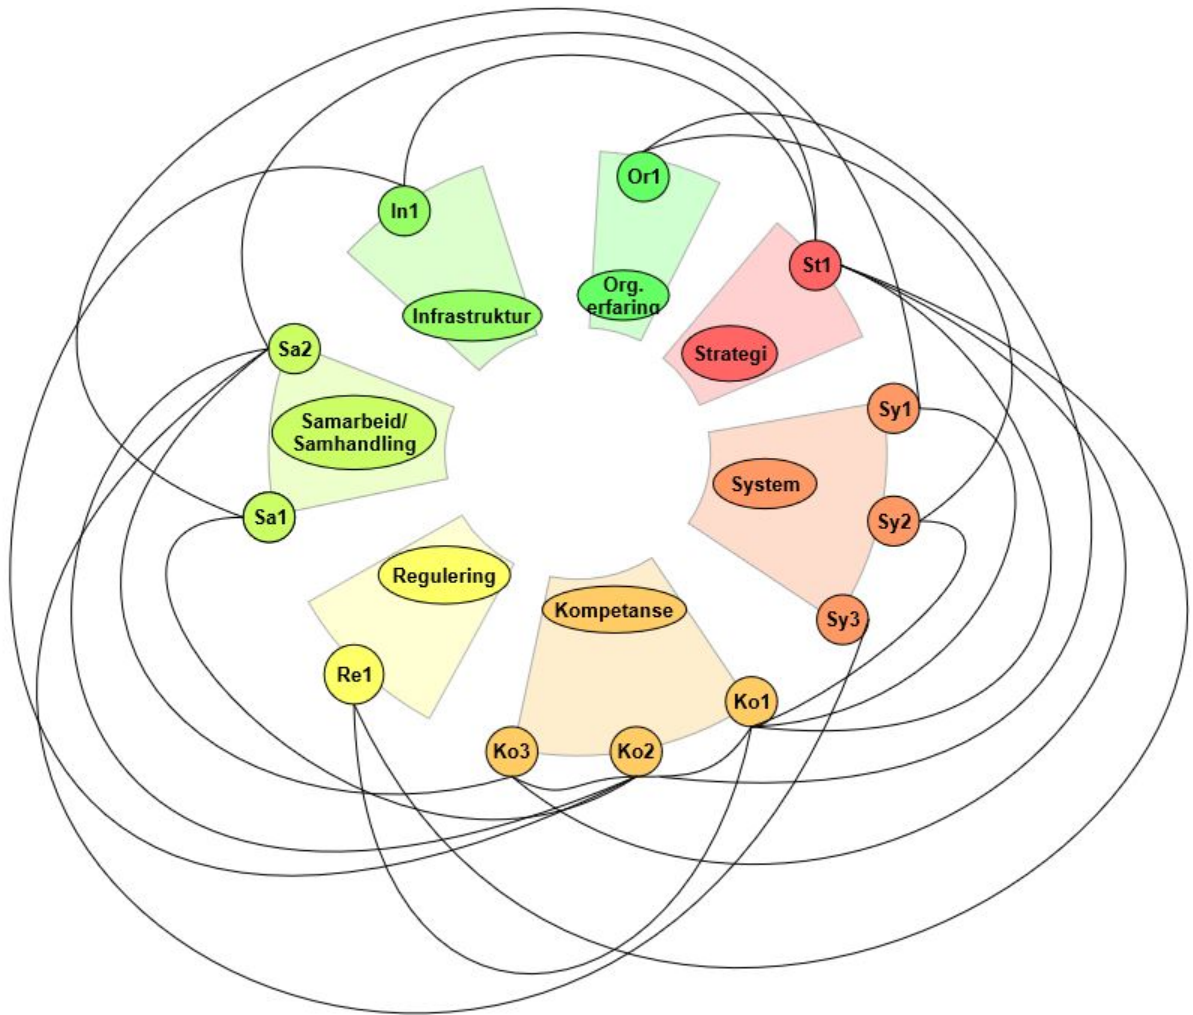 Or1
In1
St1
Org.
erfaring
Infrastruktur
Sa2
Strategi
Sy1
Samarbeid/
Samhandling
System
Sa1
Sy2
Regulering
Kompetanse
Sy3
Re1
Ko1
Ko3
Ko2